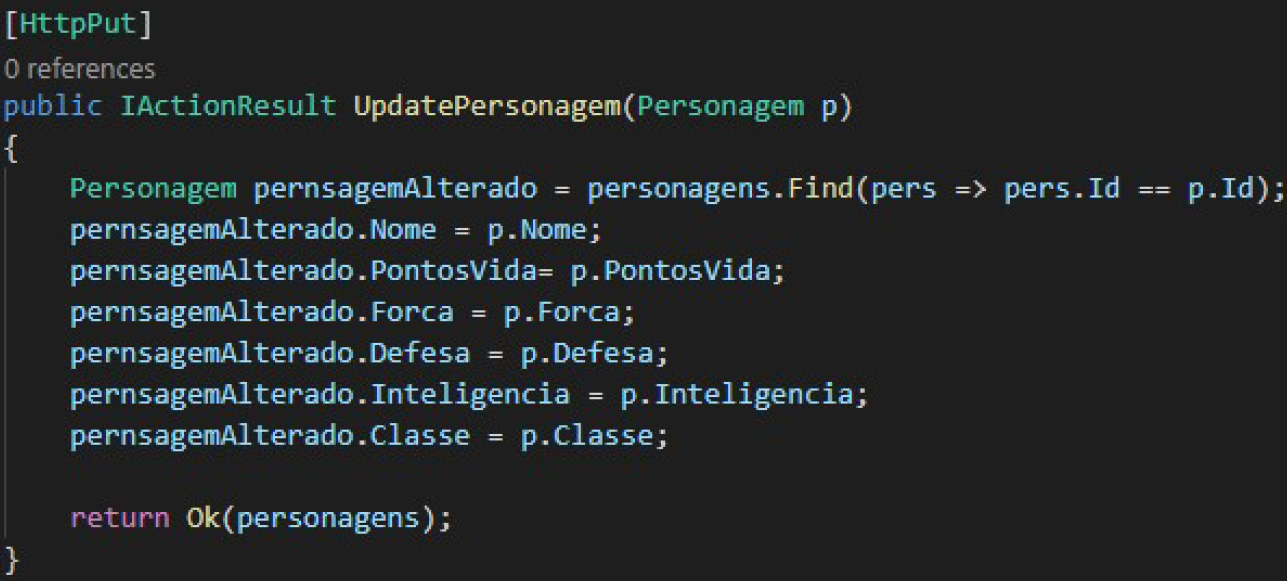 [HttpPut]
0 references
public IActionResult UpdatePersonagem(Personagem p)
{
Personagem pernsagemAlterado = personagens.Find(pers => pers.Id == p.Id);
pernsagemAlterado.Nome = p.Nome;
pernsagemAlterado.PontosVida= p.PontosVida;
pernsagemAlterado.Forca = p.Forca;
pernsagemAlterado.Defesa = p.Defesa;
pernsagemAlterado.Inteligencia = p.Inteligencia;
pernsagemAlterado.Classe = p.Classe;
return Ok(personagens);
}